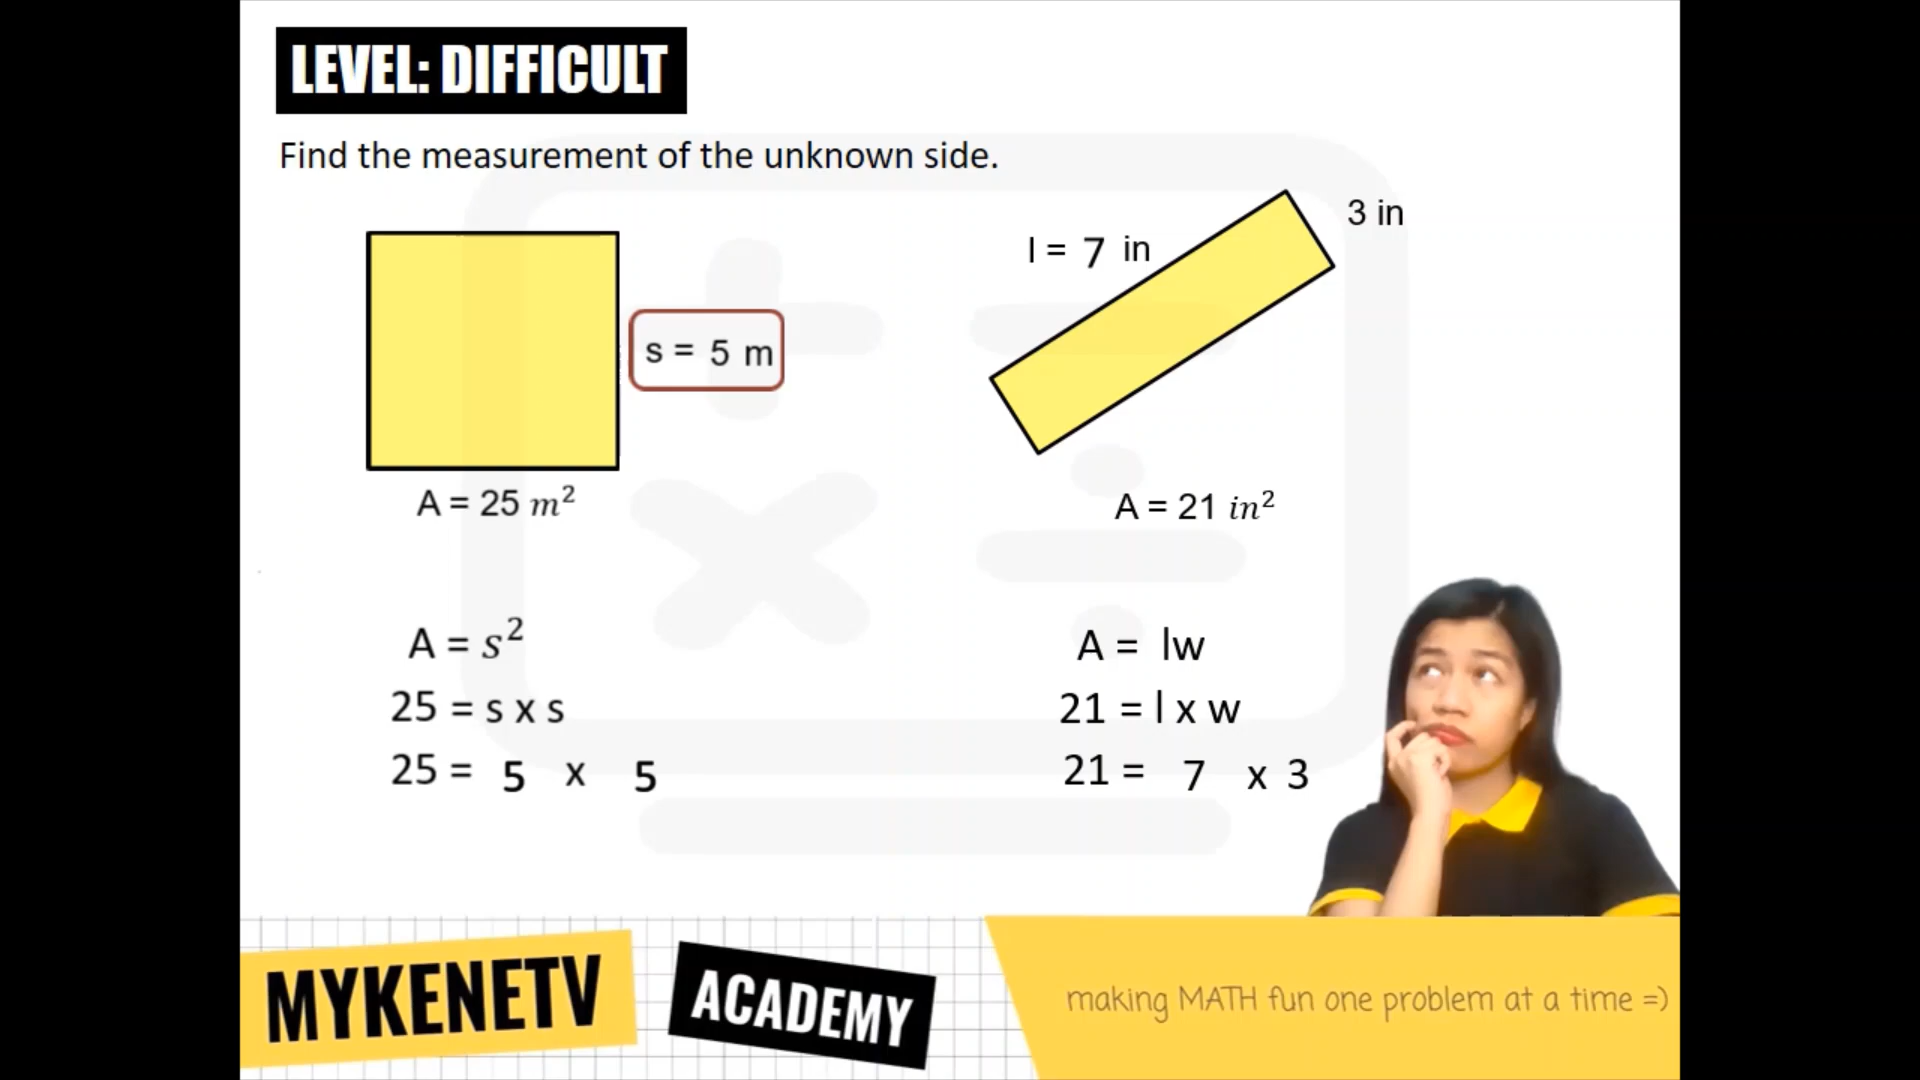 LEVEL: DIFFICULT
Find the measurement of the unknown side.
s = 5 m
A = 25 m²
A = s²
25 = s x s
25 = 5 x 5
3 in
l = 7 in
A = 21 in²
A = lw
21 = l x w
21 = 7 x 3
MYKENETV
ACADEMY
making MATH fun one problem at a time =)